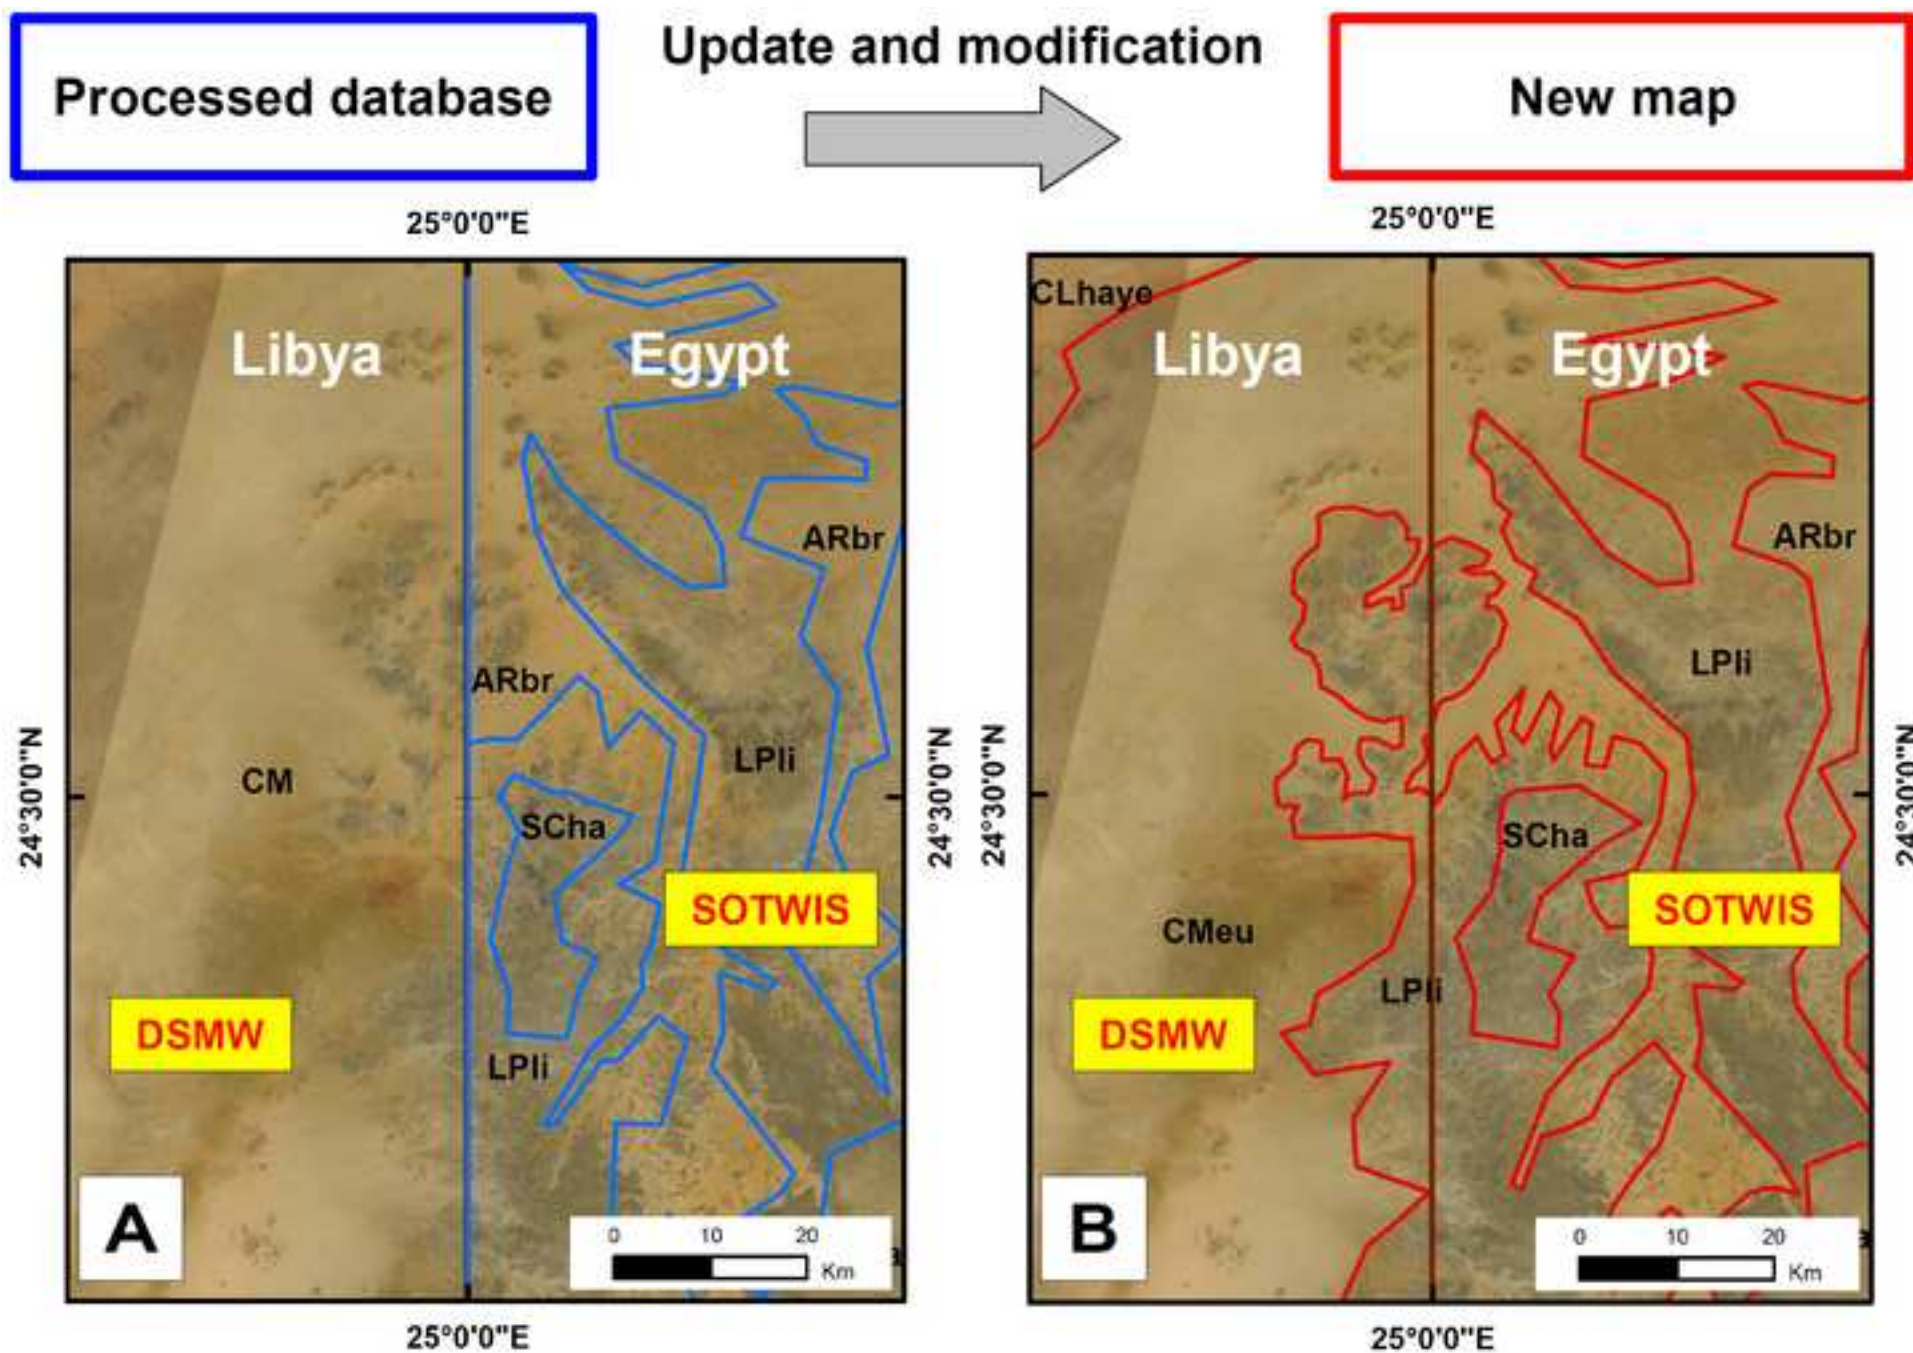 Update and modification
Processed database
New map
25°0'0"E
25°0'0"E
Libya
Egypt
ARbr
ARbr
CM
LPli
SCha
SOTWIS
DSMW
LPli
A
0 10 20
Km
24°30'0"N
24°30'0"N
25°0'0"E
CLhaye
Libya
Egypt
ARbr
LPli
SCha
SOTWIS
CMeu
LPli
DSMW
B
0 10 20
Km
24°30'0"N
24°30'0"N
25°0'0"E